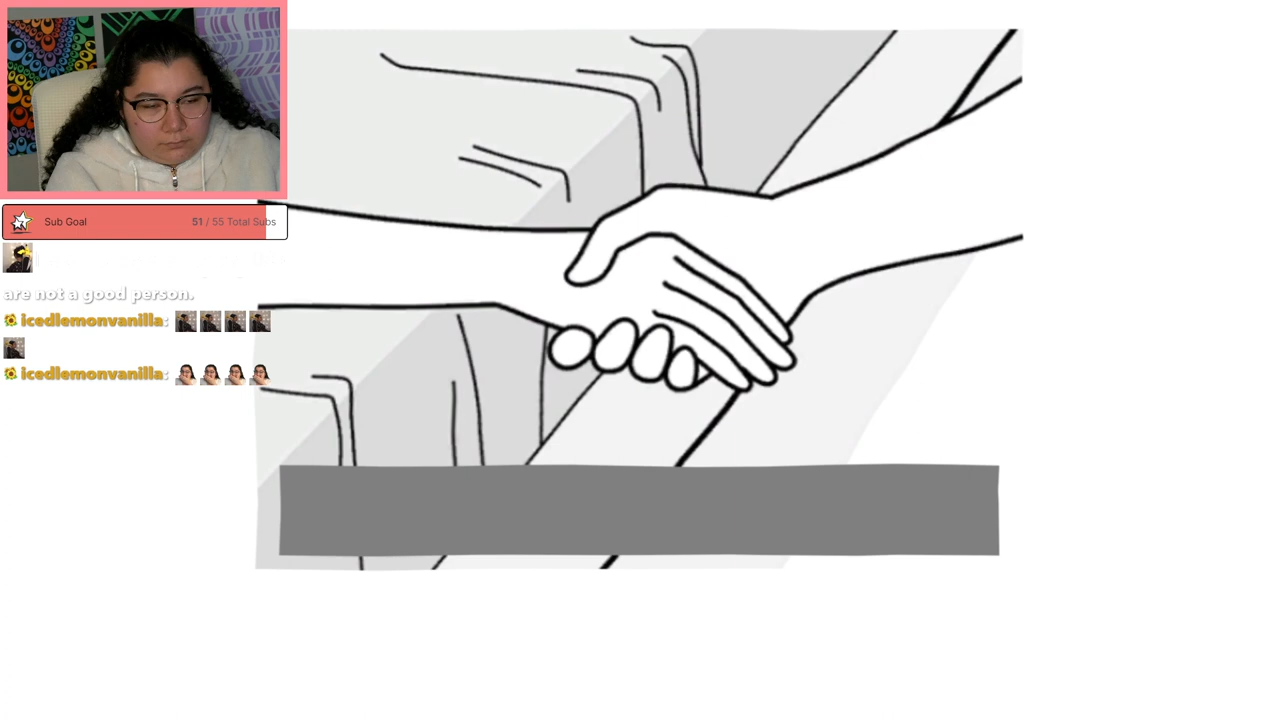 Sub Goal
51 / 55 Total Subs
are not a good person.
icedlemonvanilla:
icedlemonvanilla: